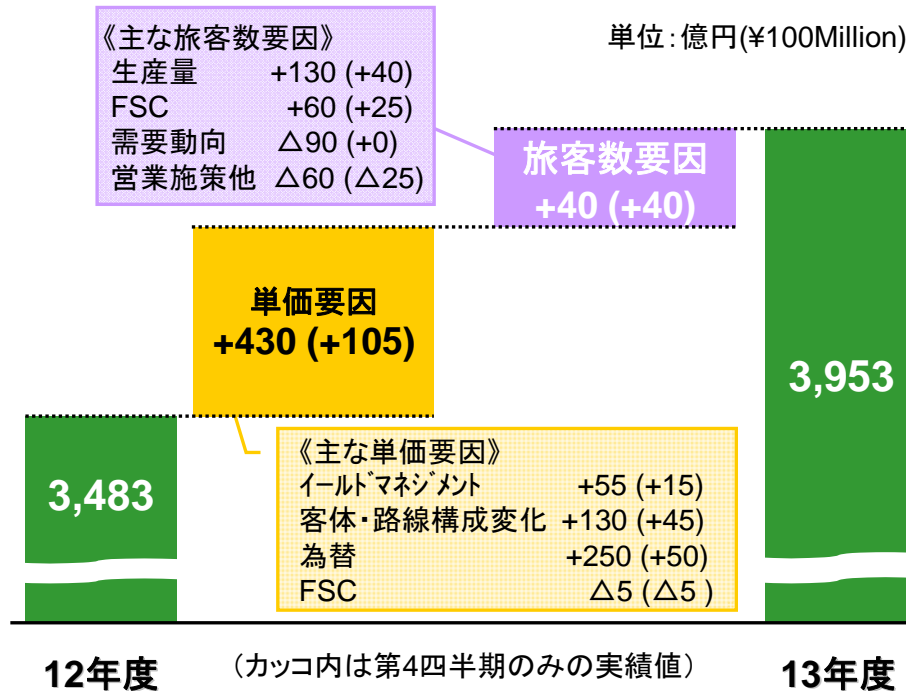 単位：億円(¥100Million)
《主な旅客数要因》
生産量 +130 (+40)
FSC +60 (+25)
需要動向 △90 (+0)
営業施策他 △60 (△25)
旅客数要因
+40 (+40)
単価要因
+430 (+105)
3,953
3,483
《主な単価要因》
ｲｰﾙﾄﾞﾏﾈｼﾞﾒﾝﾄ +55 (+15)
客体・路線構成変化 +130 (+45)
為替 +250 (+50)
FSC △5 (△5 )
12年度 （カッコ内は第4四半期のみの実績値） 13年度